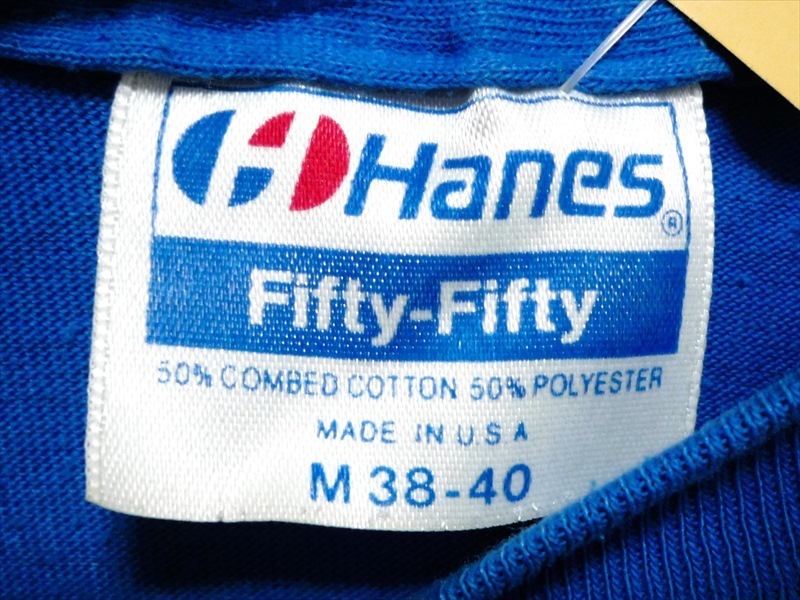 Hanes®
Fifty-Fifty
50% COMBED COTTON 50% POLYESTER
MADE IN U.S A
M 38-40